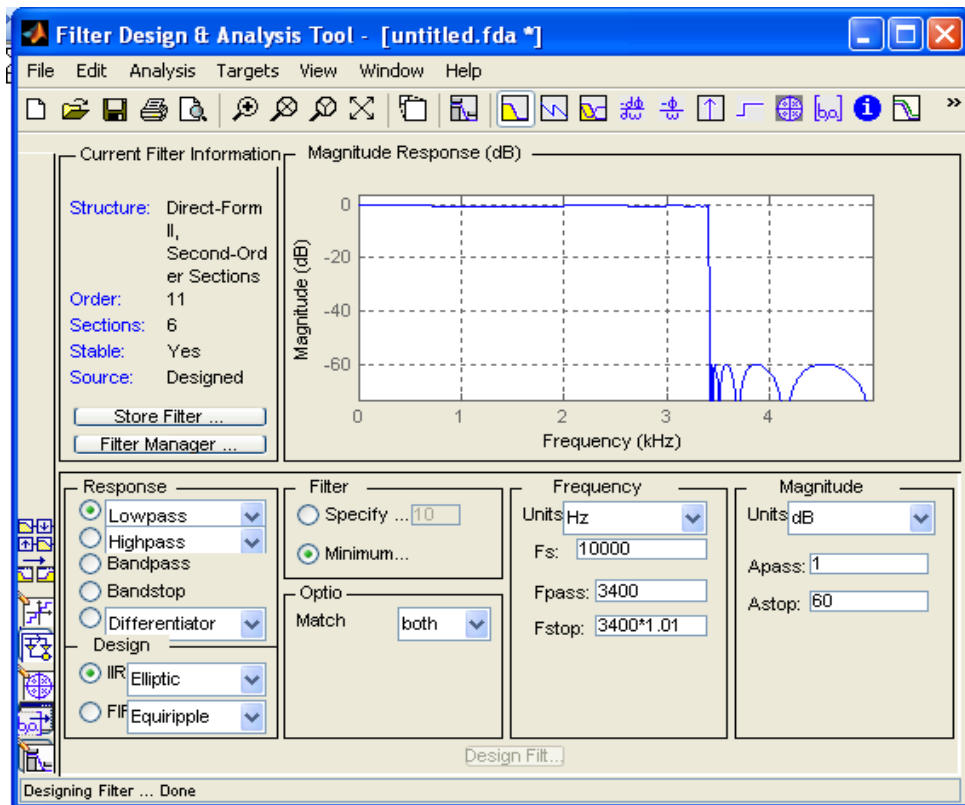 Filter Design & Analysis Tool - [untitled.fda *]
File Edit Analysis Targets View Window Help
Current Filter Information
Structure: Direct-Form
II,
Second-Ord
er Sections
Order: 11
Sections: 6
Stable: Yes
Source: Designed
Store Filter ...
Filter Manager ...
Magnitude Response (dB)
Magnitude (dB)
0
-20
-40
-60
0 1 2 3 4
Frequency (kHz)
Response
Lowpass
Highpass
Bandpass
Bandstop
Differentiator
Design
IIR Elliptic
FIF Equiripple
Filter
Specify ... 10
Minimum...
Optio
Match both
Frequency
Units Hz
Fs: 10000
Fpass: 3400
Fstop: 3400*1.01
Magnitude
Units dB
Apass: 1
Astop: 60
Design Filt...
Designing Filter ... Done